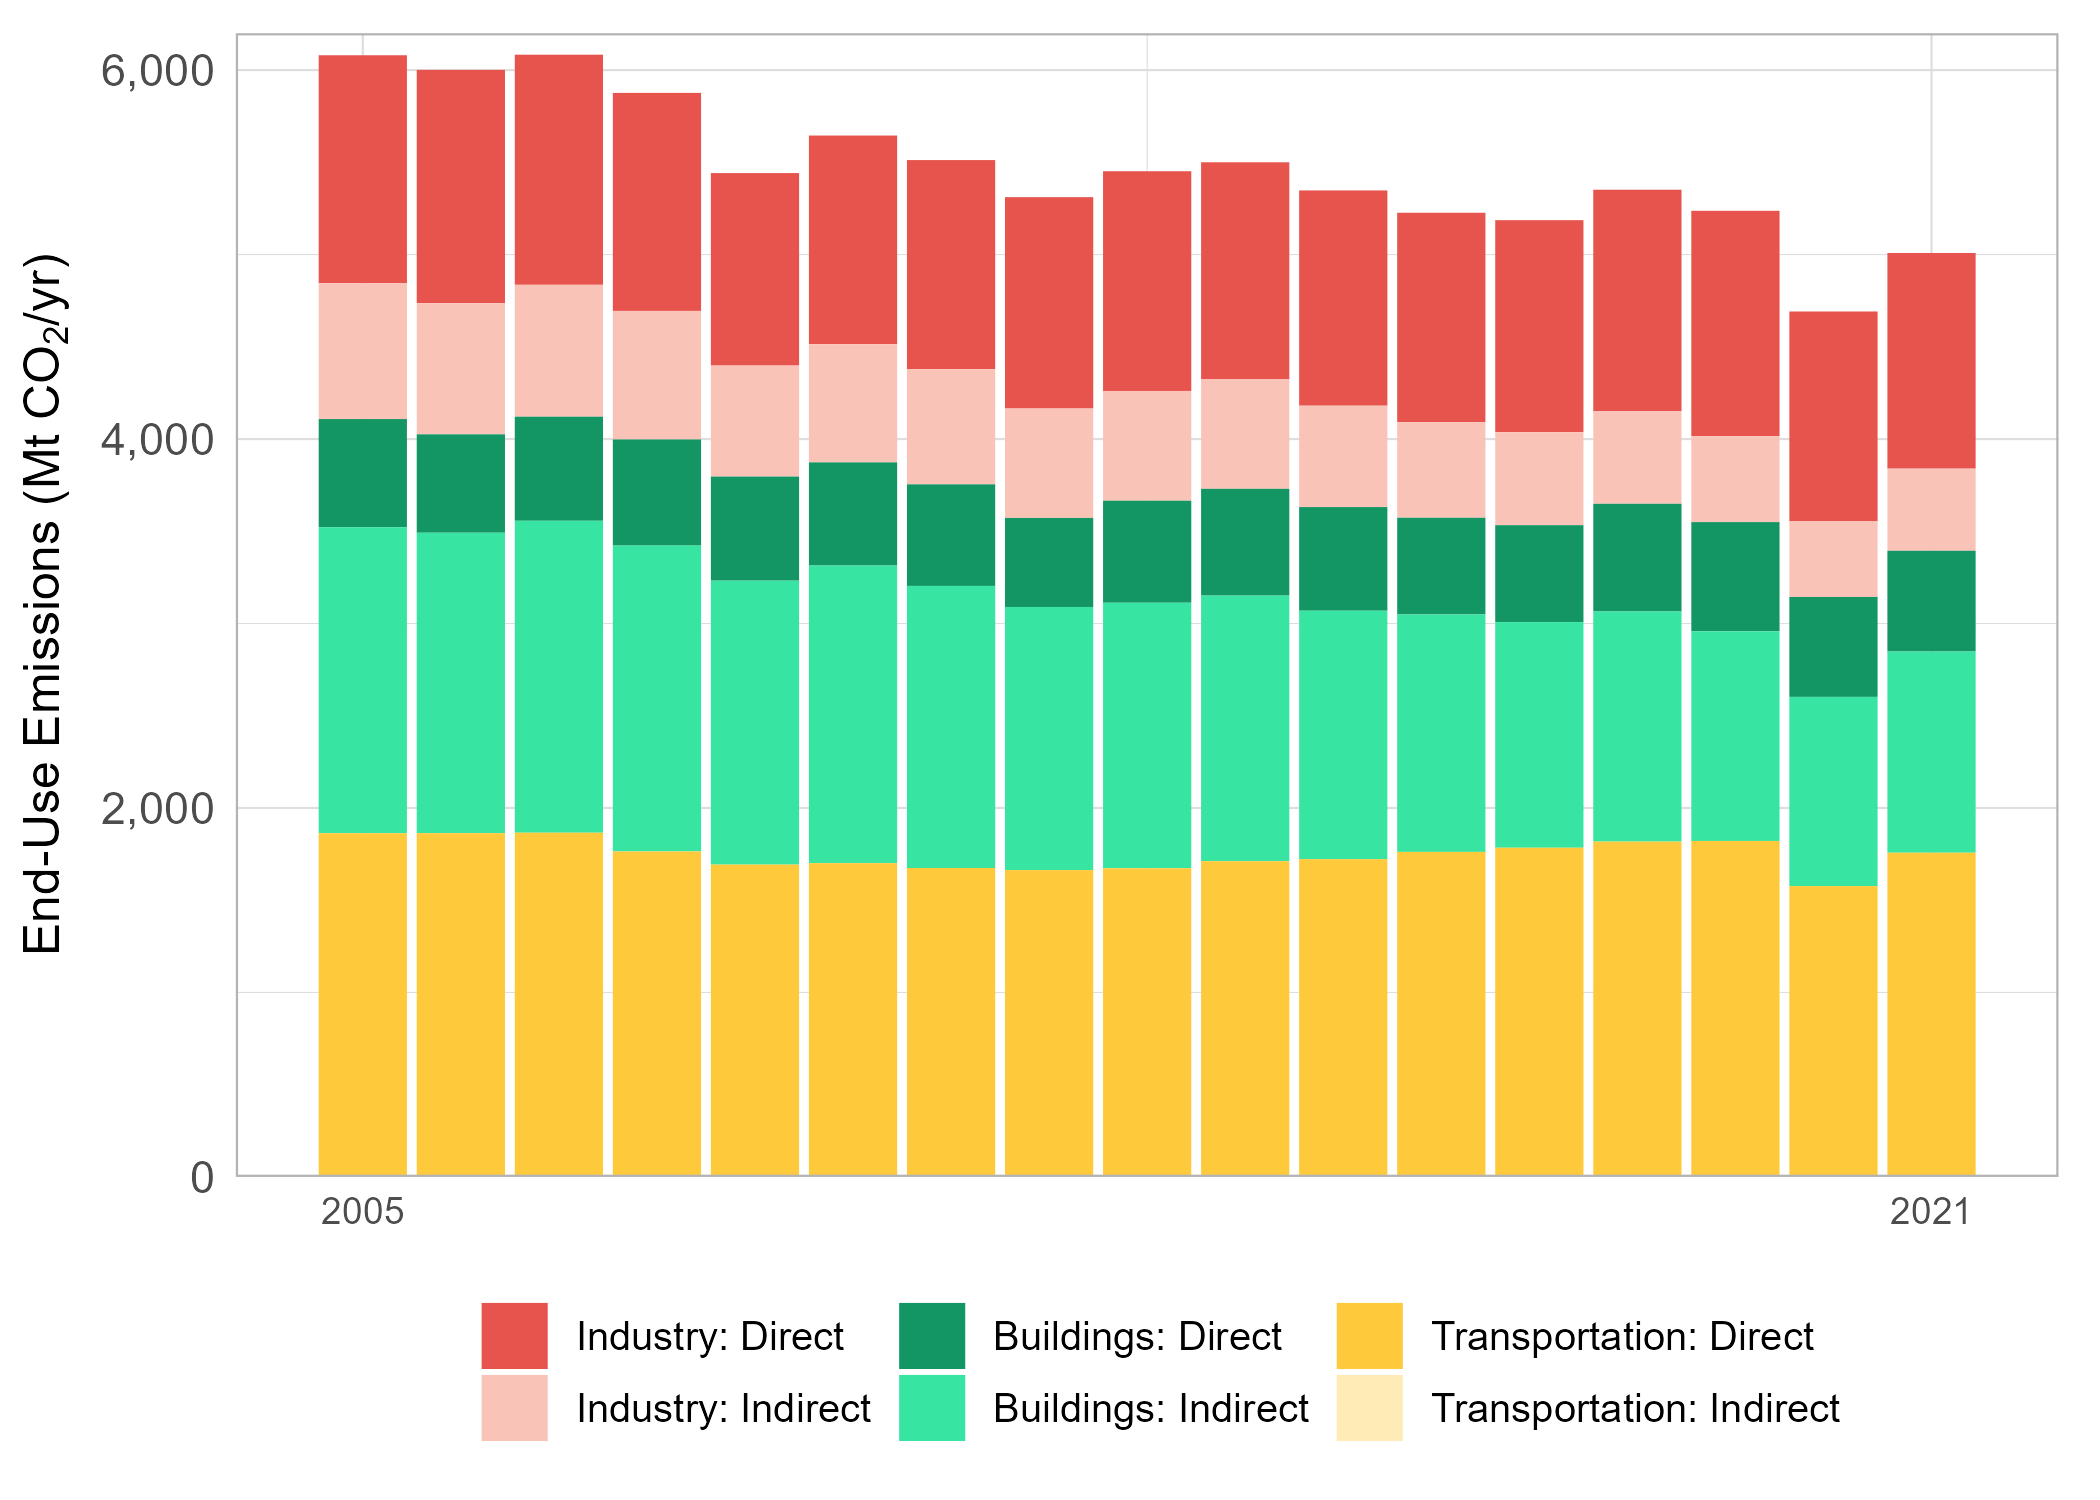 End-Use Emissions (Mt CO₂/yr)
6,000
4,000
2,000
0
2005
2021
Industry: Direct
Buildings: Direct
Transportation: Direct
Industry: Indirect
Buildings: Indirect
Transportation: Indirect